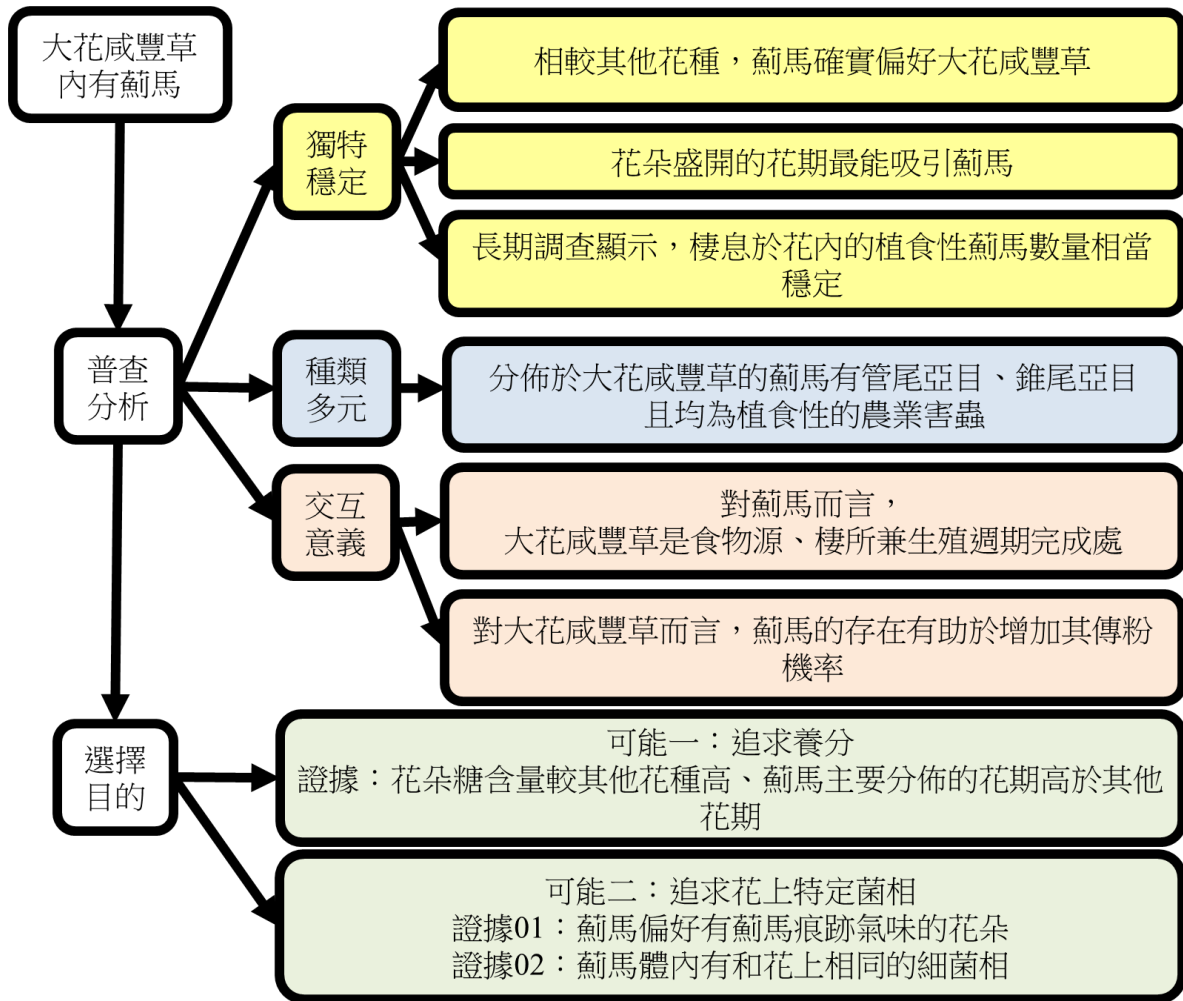 大花咸豐草
內有薊馬
獨特
穩定
相較其他花種，薊馬確實偏好大花咸豐草
花朵盛開的花期最能吸引薊馬
長期調查顯示，棲息於花內的植食性薊馬數量相當
穩定
普查
分析
種類
多元
分佈於大花咸豐草的薊馬有管尾亞目、錐尾亞目
且均為植食性的農業害蟲
交互
意義
對薊馬而言，
大花咸豐草是食物源、棲所兼生殖週期完成處
對大花咸豐草而言，薊馬的存在有助於增加其傳粉
機率
選擇
目的
可能一：追求養分
證據：花朵糖含量較其他花種高、薊馬主要分佈的花期高於其他
花期
可能二：追求花上特定菌相
證據01：薊馬偏好有薊馬痕跡氣味的花朵
證據02：薊馬體內有和花上相同的細菌相